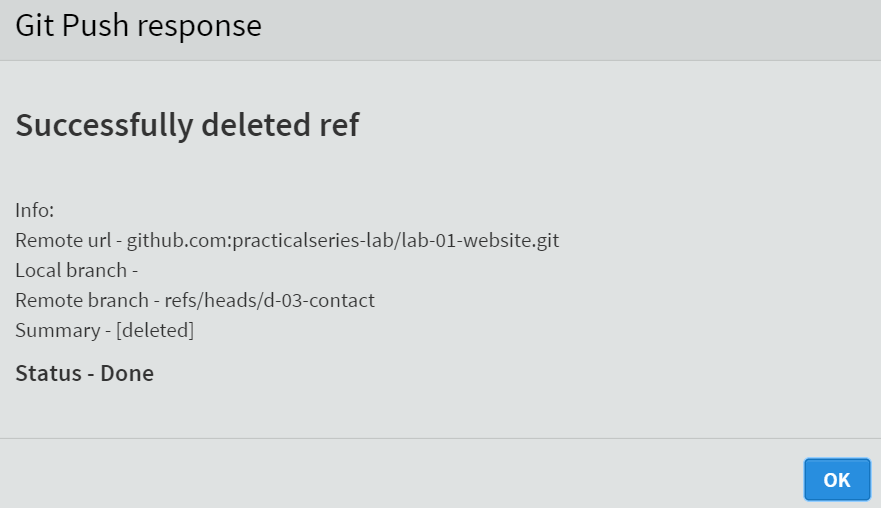 Git Push response
Successfully deleted ref
Info:
Remote url - github.com:practicalseries-lab/lab-01-website.git
Local branch -
Remote branch - refs/heads/d-03-contact
Summary - [deleted]
Status - Done
OK